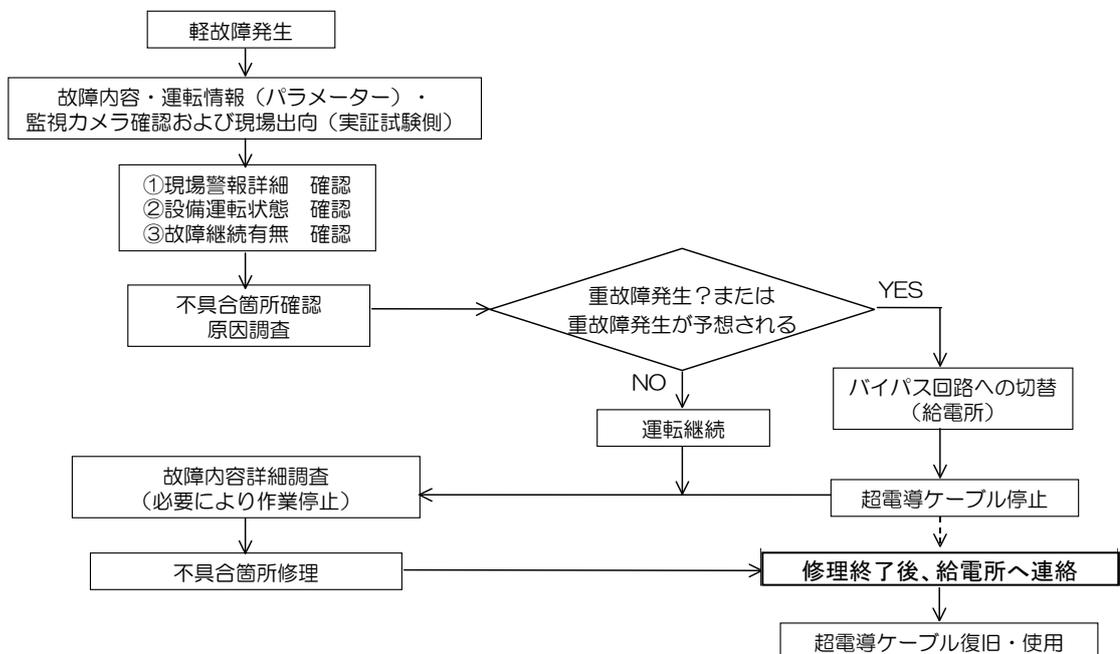 軽故障発生
故障内容・運転情報（パラメーター）・
監視カメラ確認および現場出向（実証試験側）
①現場警報詳細　確認
②設備運転状態　確認
③故障継続有無　確認
不具合箇所確認
原因調査
重故障発生？または
重故障発生が予想される
YES
NO
バイパス回路への切替
（給電所）
運転継続
故障内容詳細調査
（必要により作業停止）
超電導ケーブル停止
不具合箇所修理
修理終了後、給電所へ連絡
超電導ケーブル復旧・使用